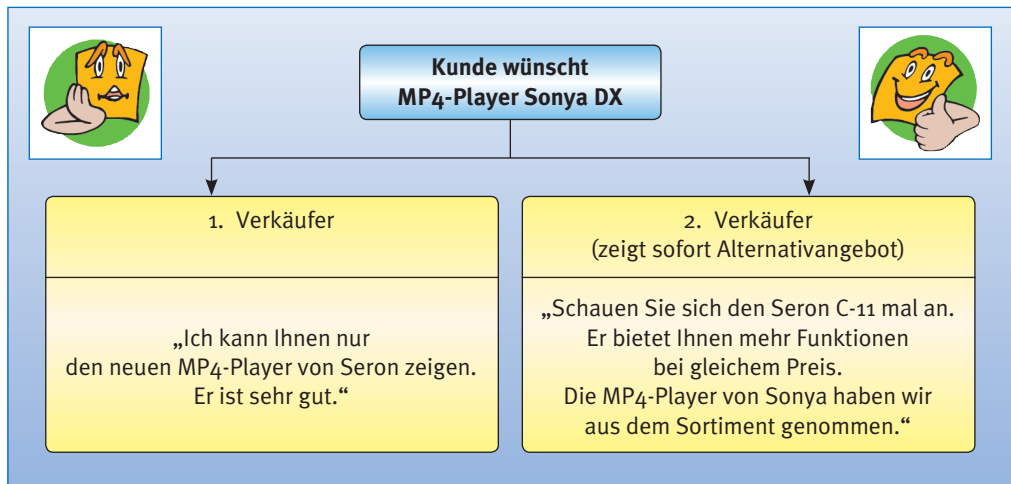 Kunde wünscht
MP4-Player Sonya DX
1. Verkäufer
„Ich kann Ihnen nur
den neuen MP4-Player von Seron zeigen.
Er ist sehr gut.“
2. Verkäufer
(zeigt sofort Alternativangebot)
„Schauen Sie sich den Seron C-11 mal an.
Er bietet Ihnen mehr Funktionen
bei gleichem Preis.
Die MP4-Player von Sonya haben wir
aus dem Sortiment genommen.“